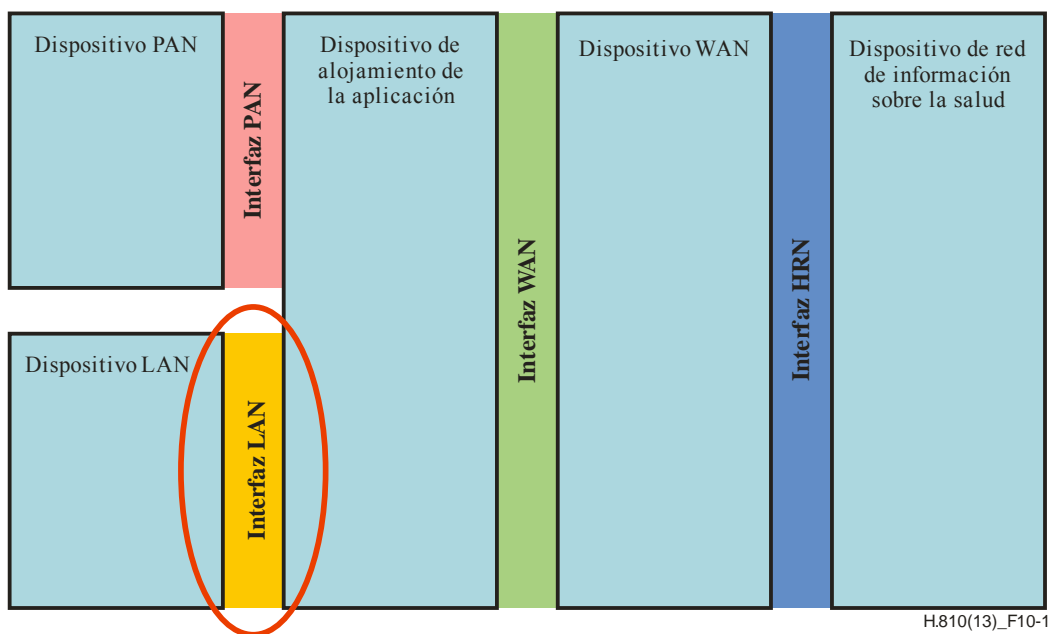 Dispositivo PAN
Interfaz PAN
Dispositivo de
alojamiento de
la aplicación
Interfaz WAN
Dispositivo WAN
Interfaz HRN
Dispositivo de red
de información
sobre la salud
Dispositivo LAN
Interfaz LAN
H.810(13)_F10-1